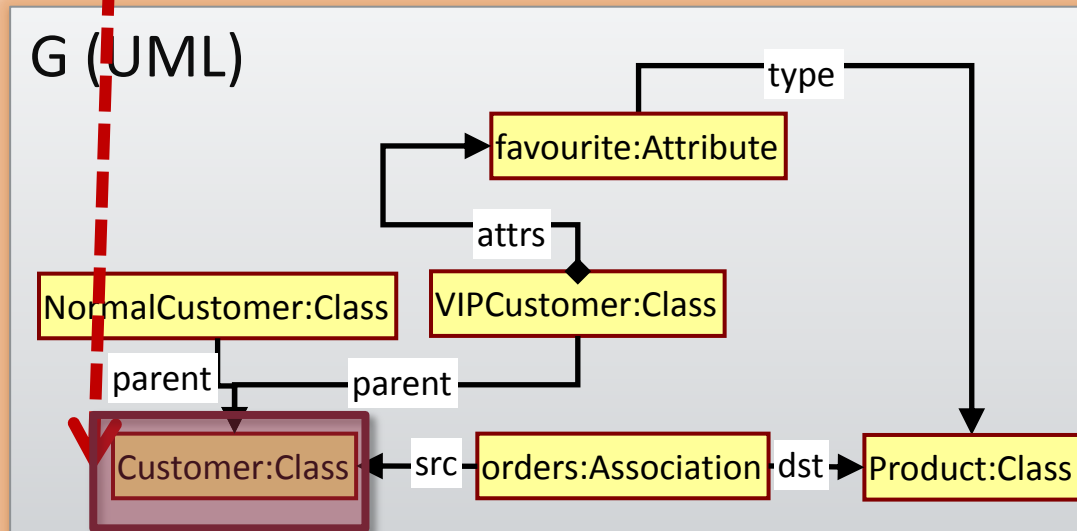 G (UML)
type
favourite:Attribute
attrs
NormalCustomer:Class
VIPCustomer:Class
parent
parent
Customer:Class
src
orders:Association
dst
Product:Class